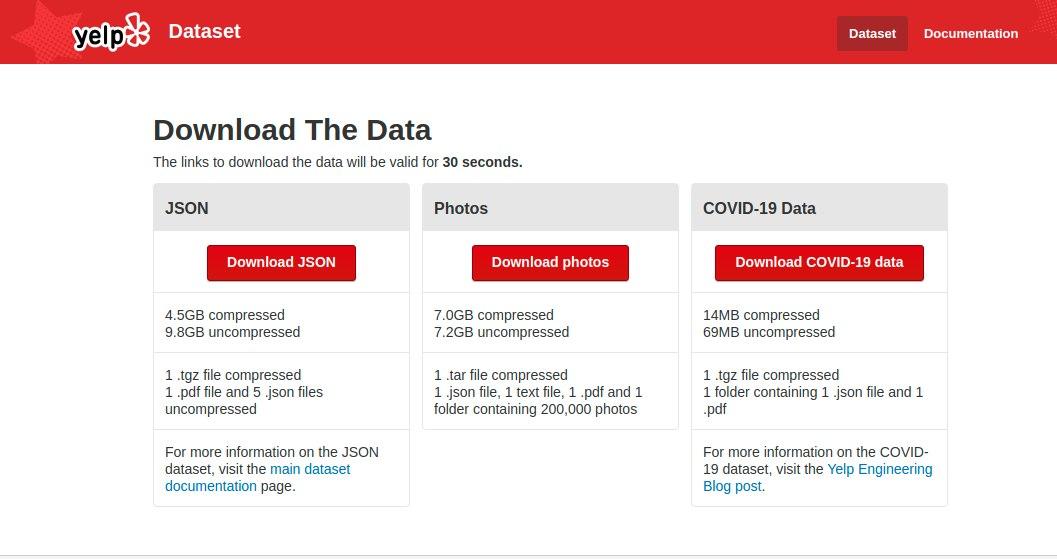 yelp Dataset Dataset Documentation
Download The Data
The links to download the data will be valid for 30 seconds.
JSON
Download JSON
4.5GB compressed
9.8GB uncompressed
1 .tgz file compressed
1 .pdf file and 5 .json files
uncompressed
For more information on the JSON
dataset, visit the main dataset
documentation page.
Photos
Download photos
7.0GB compressed
7.2GB uncompressed
1 .tar file compressed
1 .json file, 1 text file, 1 .pdf and 1
folder containing 200,000 photos
COVID-19 Data
Download COVID-19 data
14MB compressed
69MB uncompressed
1 .tgz file compressed
1 folder containing 1 .json file and 1
.pdf
For more information on the COVID-
19 dataset, visit the Yelp Engineering
Blog post.